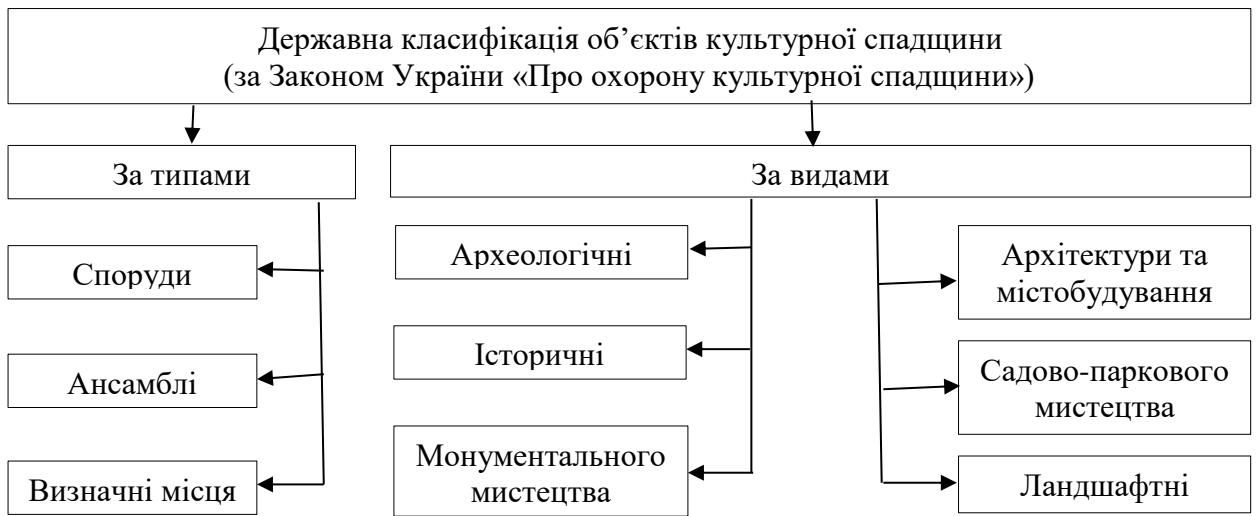 Державна класифікація об’єктів культурної спадщини
(за Законом України «Про охорону культурної спадщини»)
За типами
За видами
Споруди
Ансамблі
Визначні місця
Археологічні
Історичні
Монументального
мистецтва
Архітектури та
містобудування
Садово-паркового
мистецтва
Ландшафтні